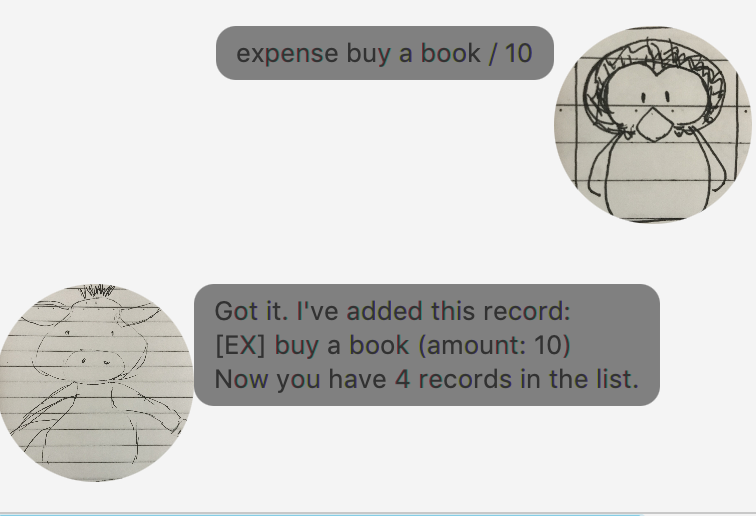 expense buy a book / 10
Got it. I've added this record:
[EX] buy a book (amount: 10)
Now you have 4 records in the list.